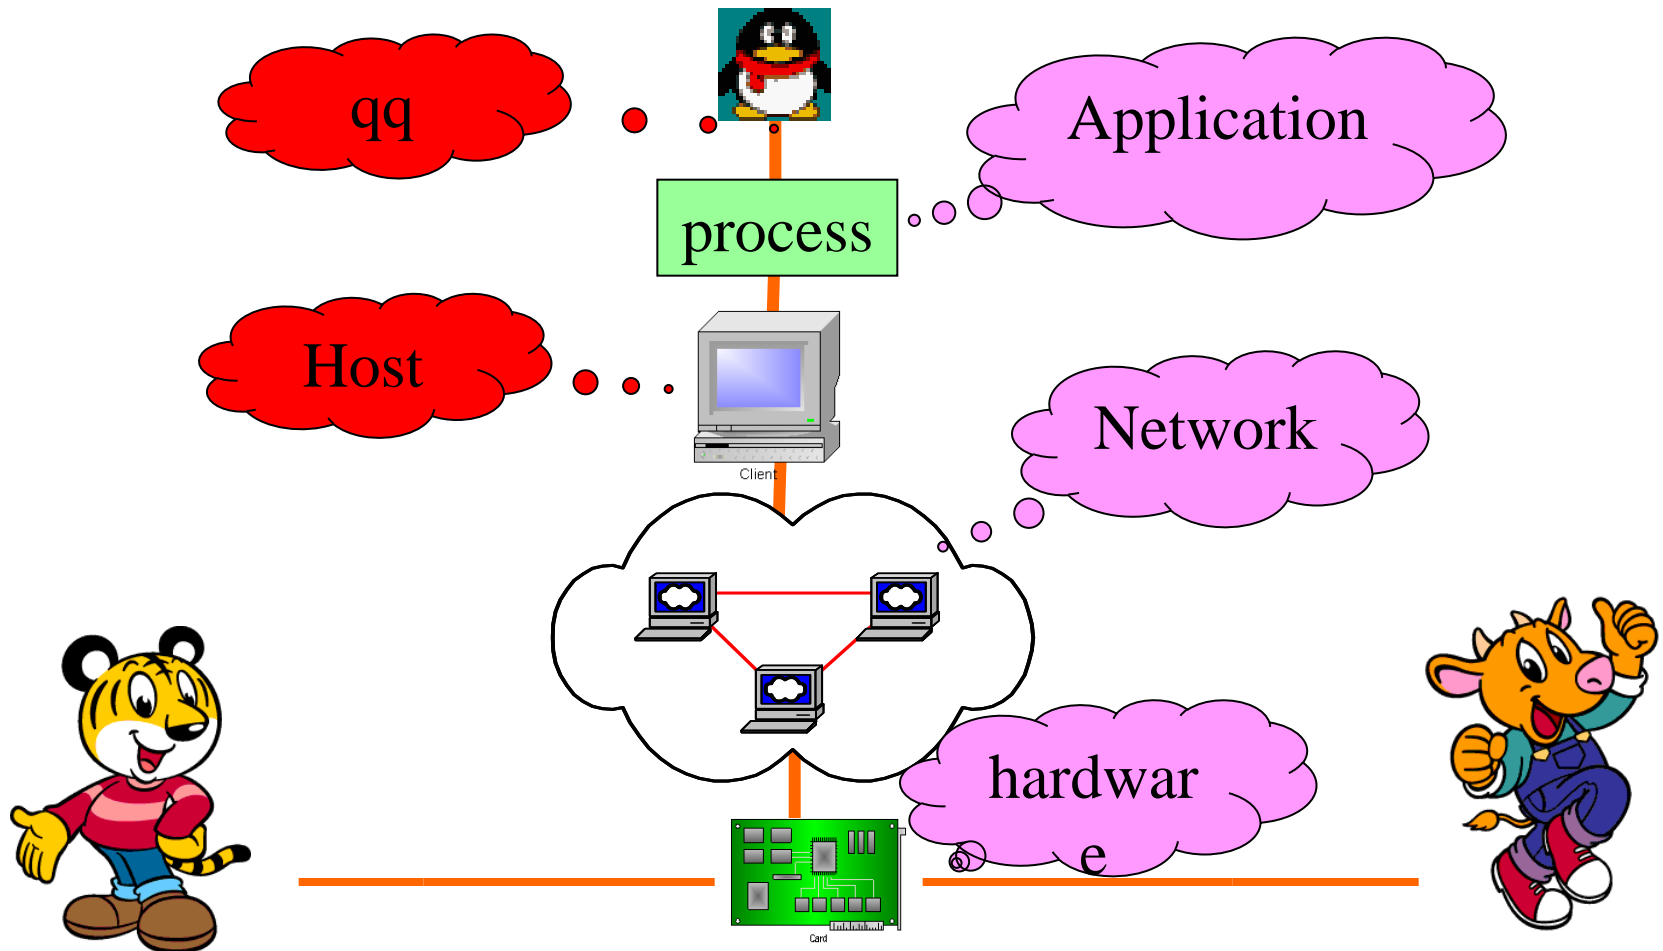 qq
Application
process
Host
Client
Network
hardwar
e
Card